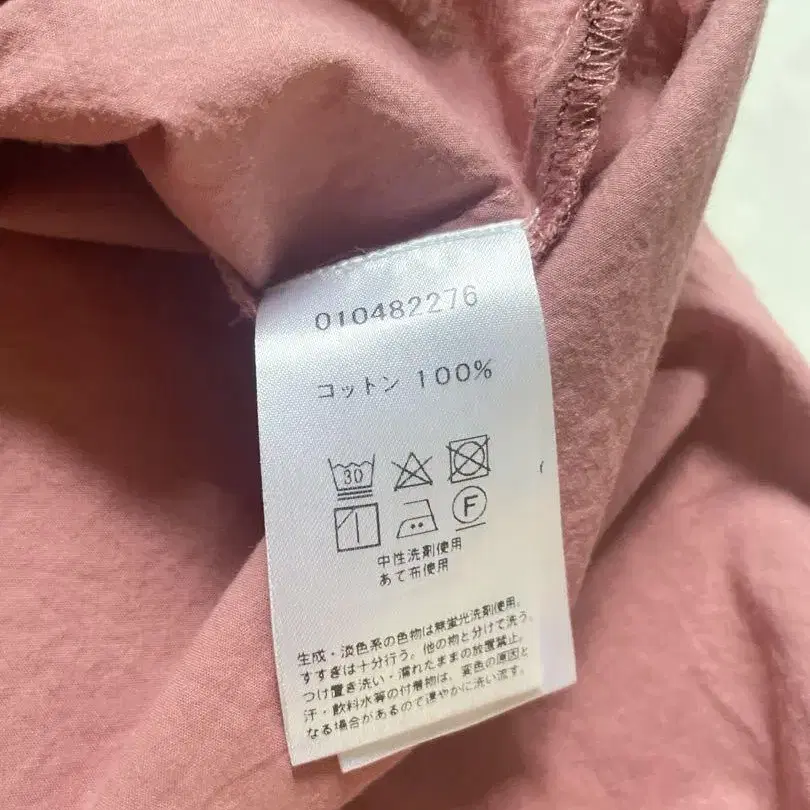 010482276
コットン 100%
30
F
中性洗剤使用
あて布使用
生成・淡色系の色物は無蛍光洗剤使用。
すすぎは十分行う。他の物と分けて洗う。
つけ置き洗い・濡れたままの放置禁止。
汗・飲料水等の付着物は、変色の原因と
なる場合があるので速やかに洗い流す。